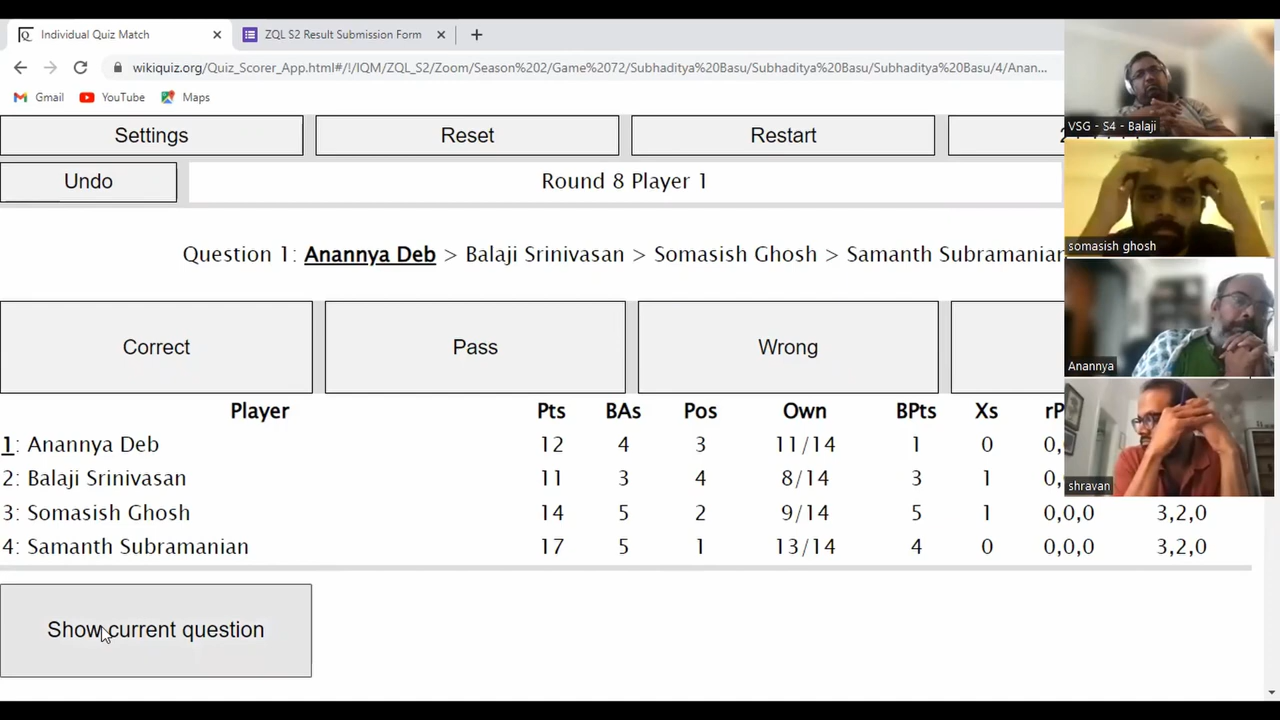 Individual Quiz Match
ZQL S2 Result Submission Form
wikiquiz.org/Quiz_Scorer_App.html#/I/IQM/ZQL_S2/Zoom/Season%202/Game%2072/Subhaditya%20Basu/Subhaditya%20Basu/Subhaditya%20Basu/4/Anan...
Gmail YouTube Maps
Settings Reset Restart
Undo Round 8 Player 1
Question 1: Anannya Deb > Balaji Srinivasan > Somasish Ghosh > Samanth Subramanian
Correct Pass Wrong
Player Pts BAs Pos Own BPts Xs
1: Anannya Deb 12 4 3 11/14 1 0
2: Balaji Srinivasan 11 3 4 8/14 3 1
3: Somasish Ghosh 14 5 2 9/14 5 1 0,0,0 3,2,0
4: Samanth Subramanian 17 5 1 13/14 4 0 0,0,0 3,2,0
Show current question
VSG - S4 - Balaji
somasish ghosh
Anannya
shravan